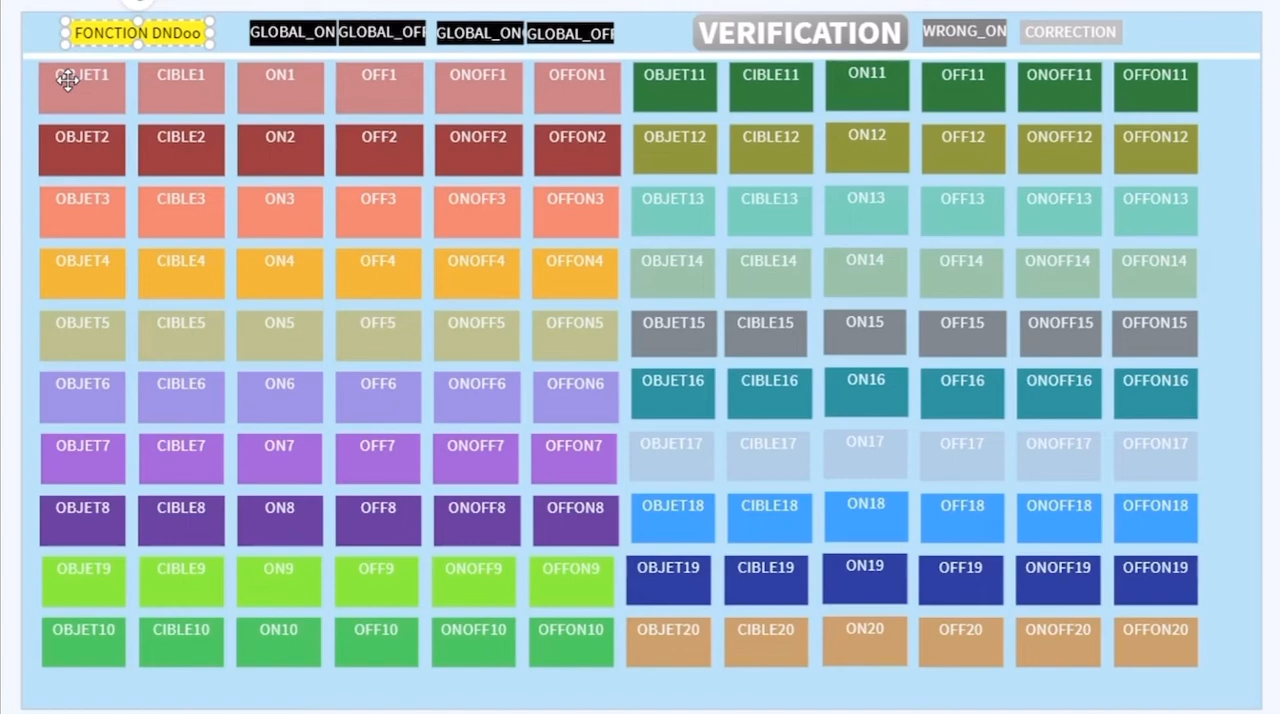 FONCTION DNDoo GLOBAL_ON GLOBAL_OFF GLOBAL_ON GLOBAL_OFF VERIFICATION WRONG_ON CORRECTION
CIBLE1 ON1 OFF1 ONOFF1 OFFON1 OBJET11 CIBLE11 ON11 OFF11 ONOFF11 OFFON11
OBJET2 CIBLE2 ON2 OFF2 ONOFF2 OFFON2 OBJET12 CIBLE12 ON12 OFF12 ONOFF12 OFFON12
OBJET3 CIBLE3 ON3 OFF3 ONOFF3 OFFON3 OBJET13 CIBLE13 ON13 OFF13 ONOFF13 OFFON13
OBJET4 CIBLE4 ON4 OFF4 ONOFF4 OFFON4 OBJET14 CIBLE14 ON14 OFF14 ONOFF14 OFFON14
OBJET5 CIBLE5 ON5 OFF5 ONOFF5 OFFON5 OBJET15 CIBLE15 ON15 OFF15 ONOFF15 OFFON15
OBJET6 CIBLE6 ON6 OFF6 ONOFF6 OFFON6 OBJET16 CIBLE16 ON16 OFF16 ONOFF16 OFFON16
OBJET7 CIBLE7 ON7 OFF7 ONOFF7 OFFON7 OBJET17 CIBLE17 ON17 OFF17 ONOFF17 OFFON17
OBJET8 CIBLE8 ON8 OFF8 ONOFF8 OFFON8 OBJET18 CIBLE18 ON18 OFF18 ONOFF18 OFFON18
OBJET9 CIBLE9 ON9 OFF9 ONOFF9 OFFON9 OBJET19 CIBLE19 ON19 OFF19 ONOFF19 OFFON19
OBJET10 CIBLE10 ON10 OFF10 ONOFF10 OFFON10 OBJET20 CIBLE20 ON20 OFF20 ONOFF20 OFFON20